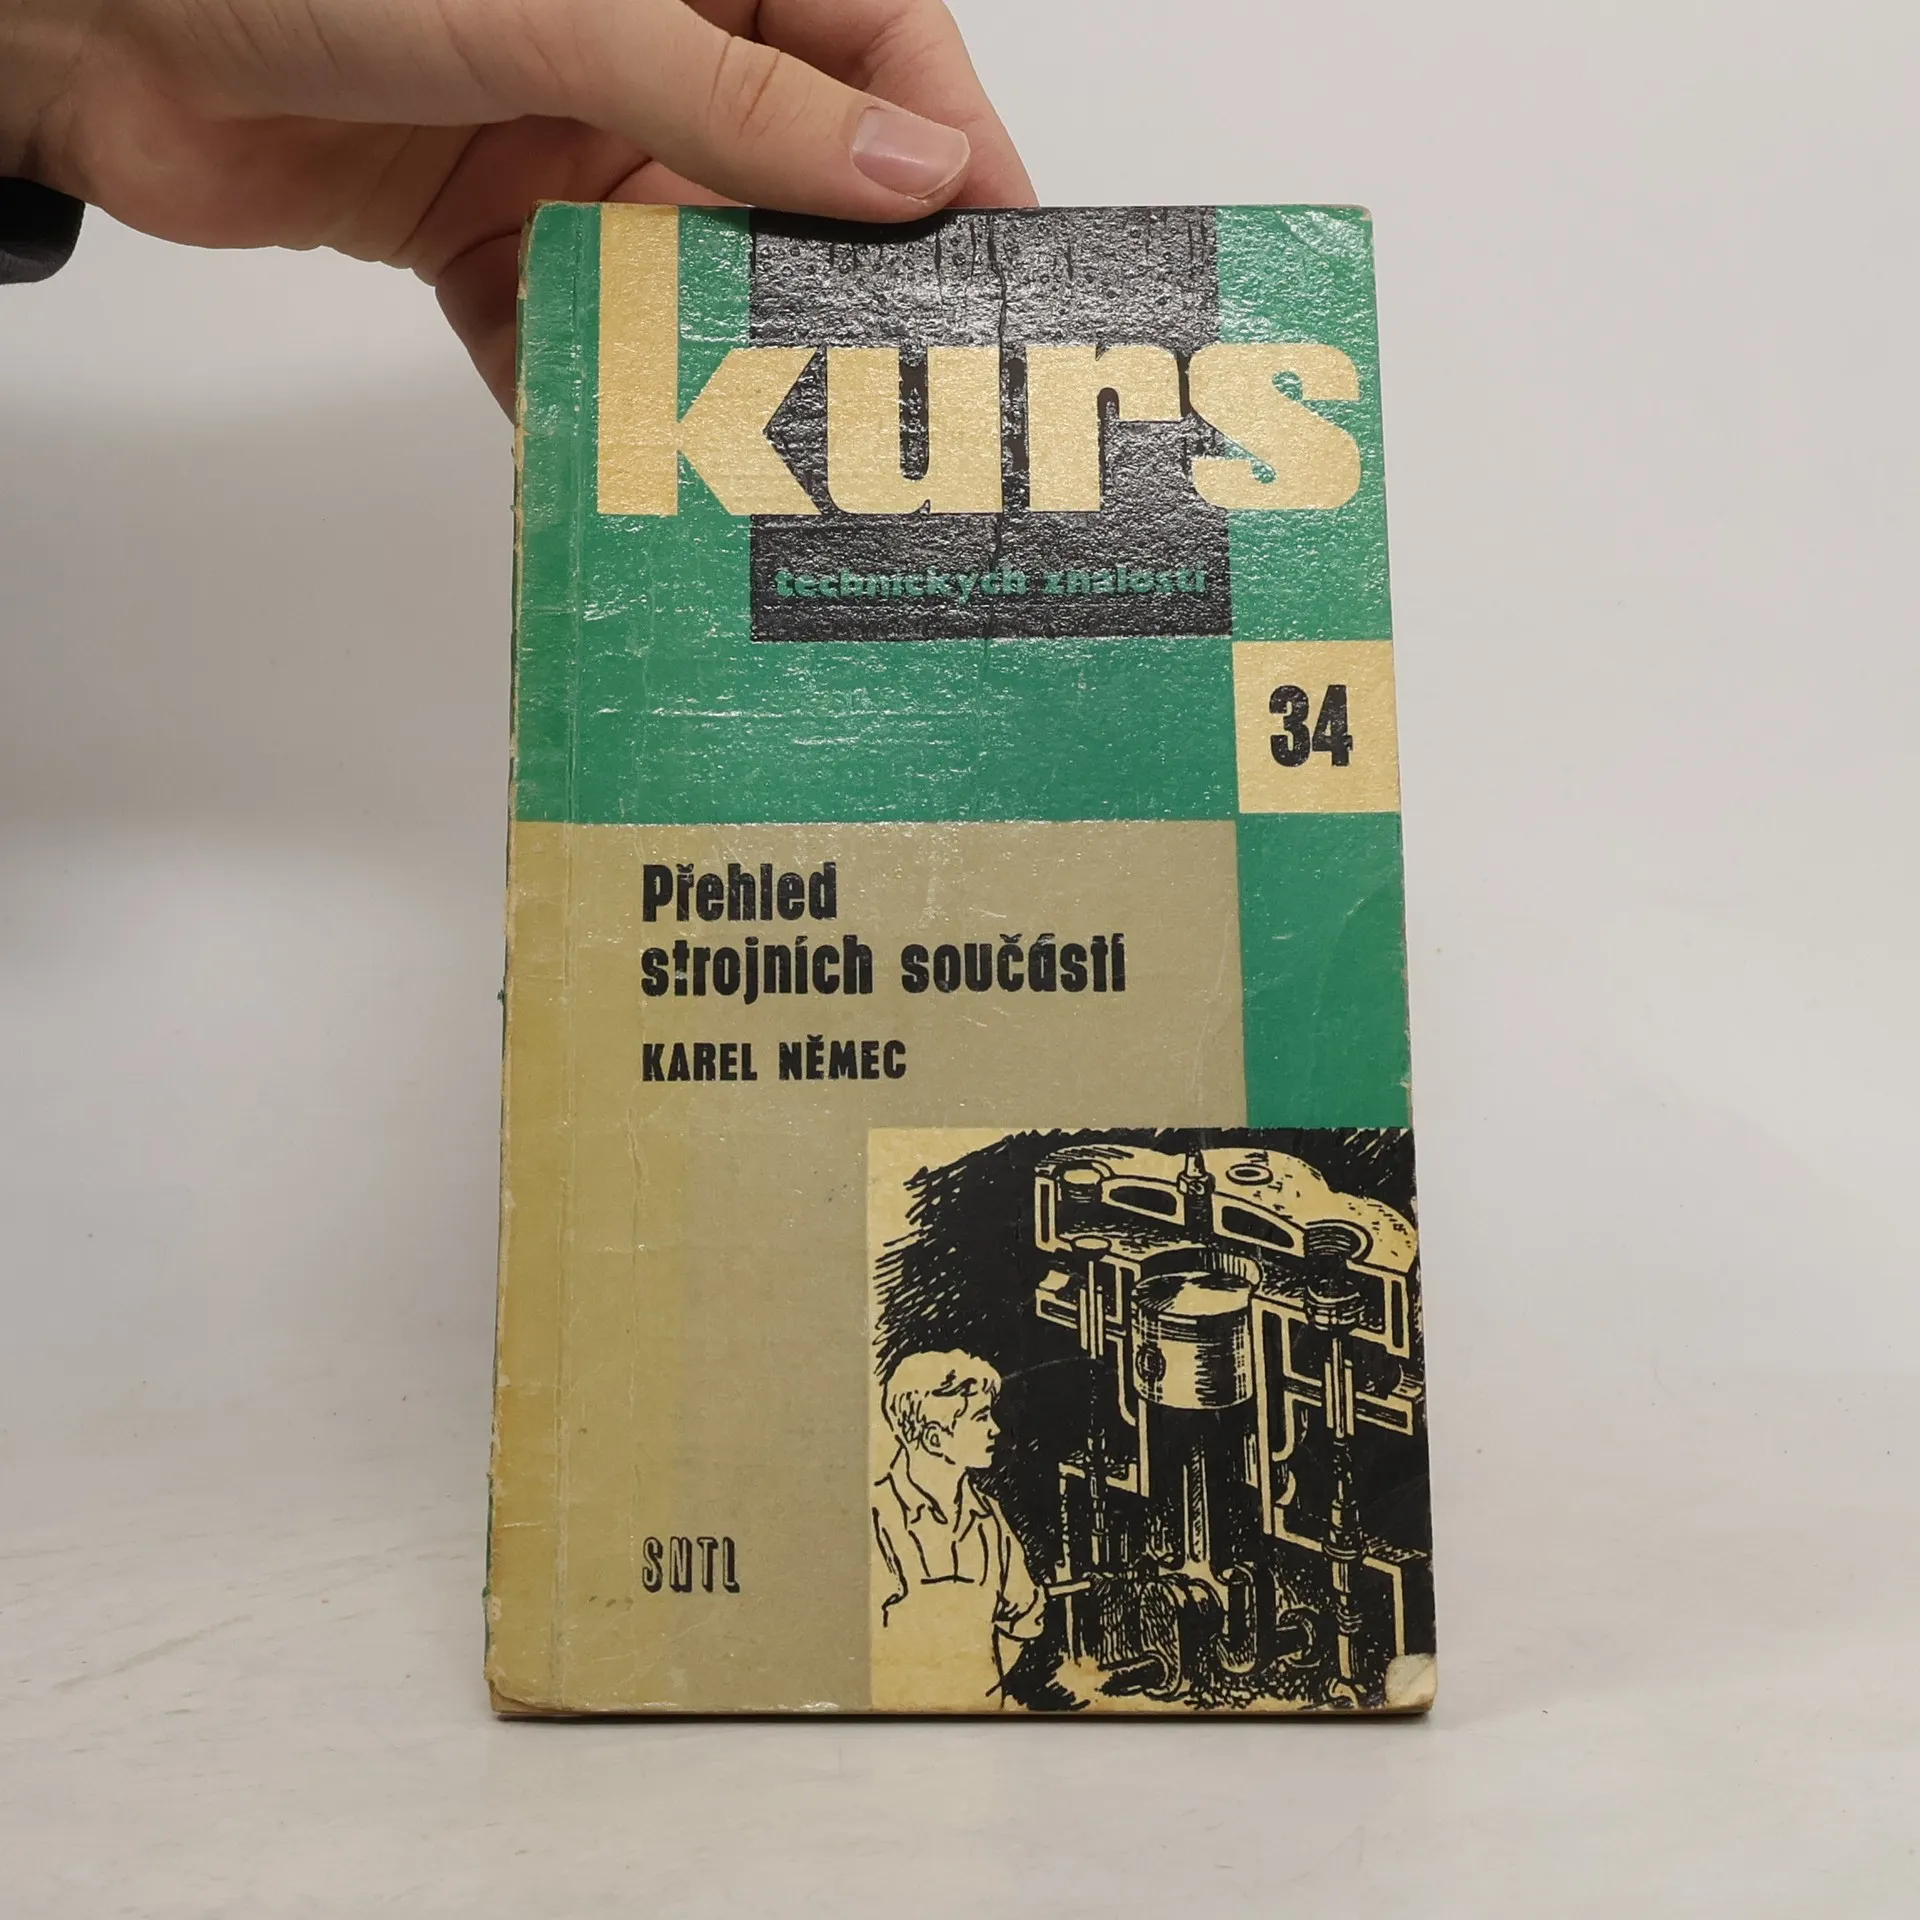 kurs
technických znalostí
34
Přehled
strojních součástí
KAREL NĚMEC
SNTL